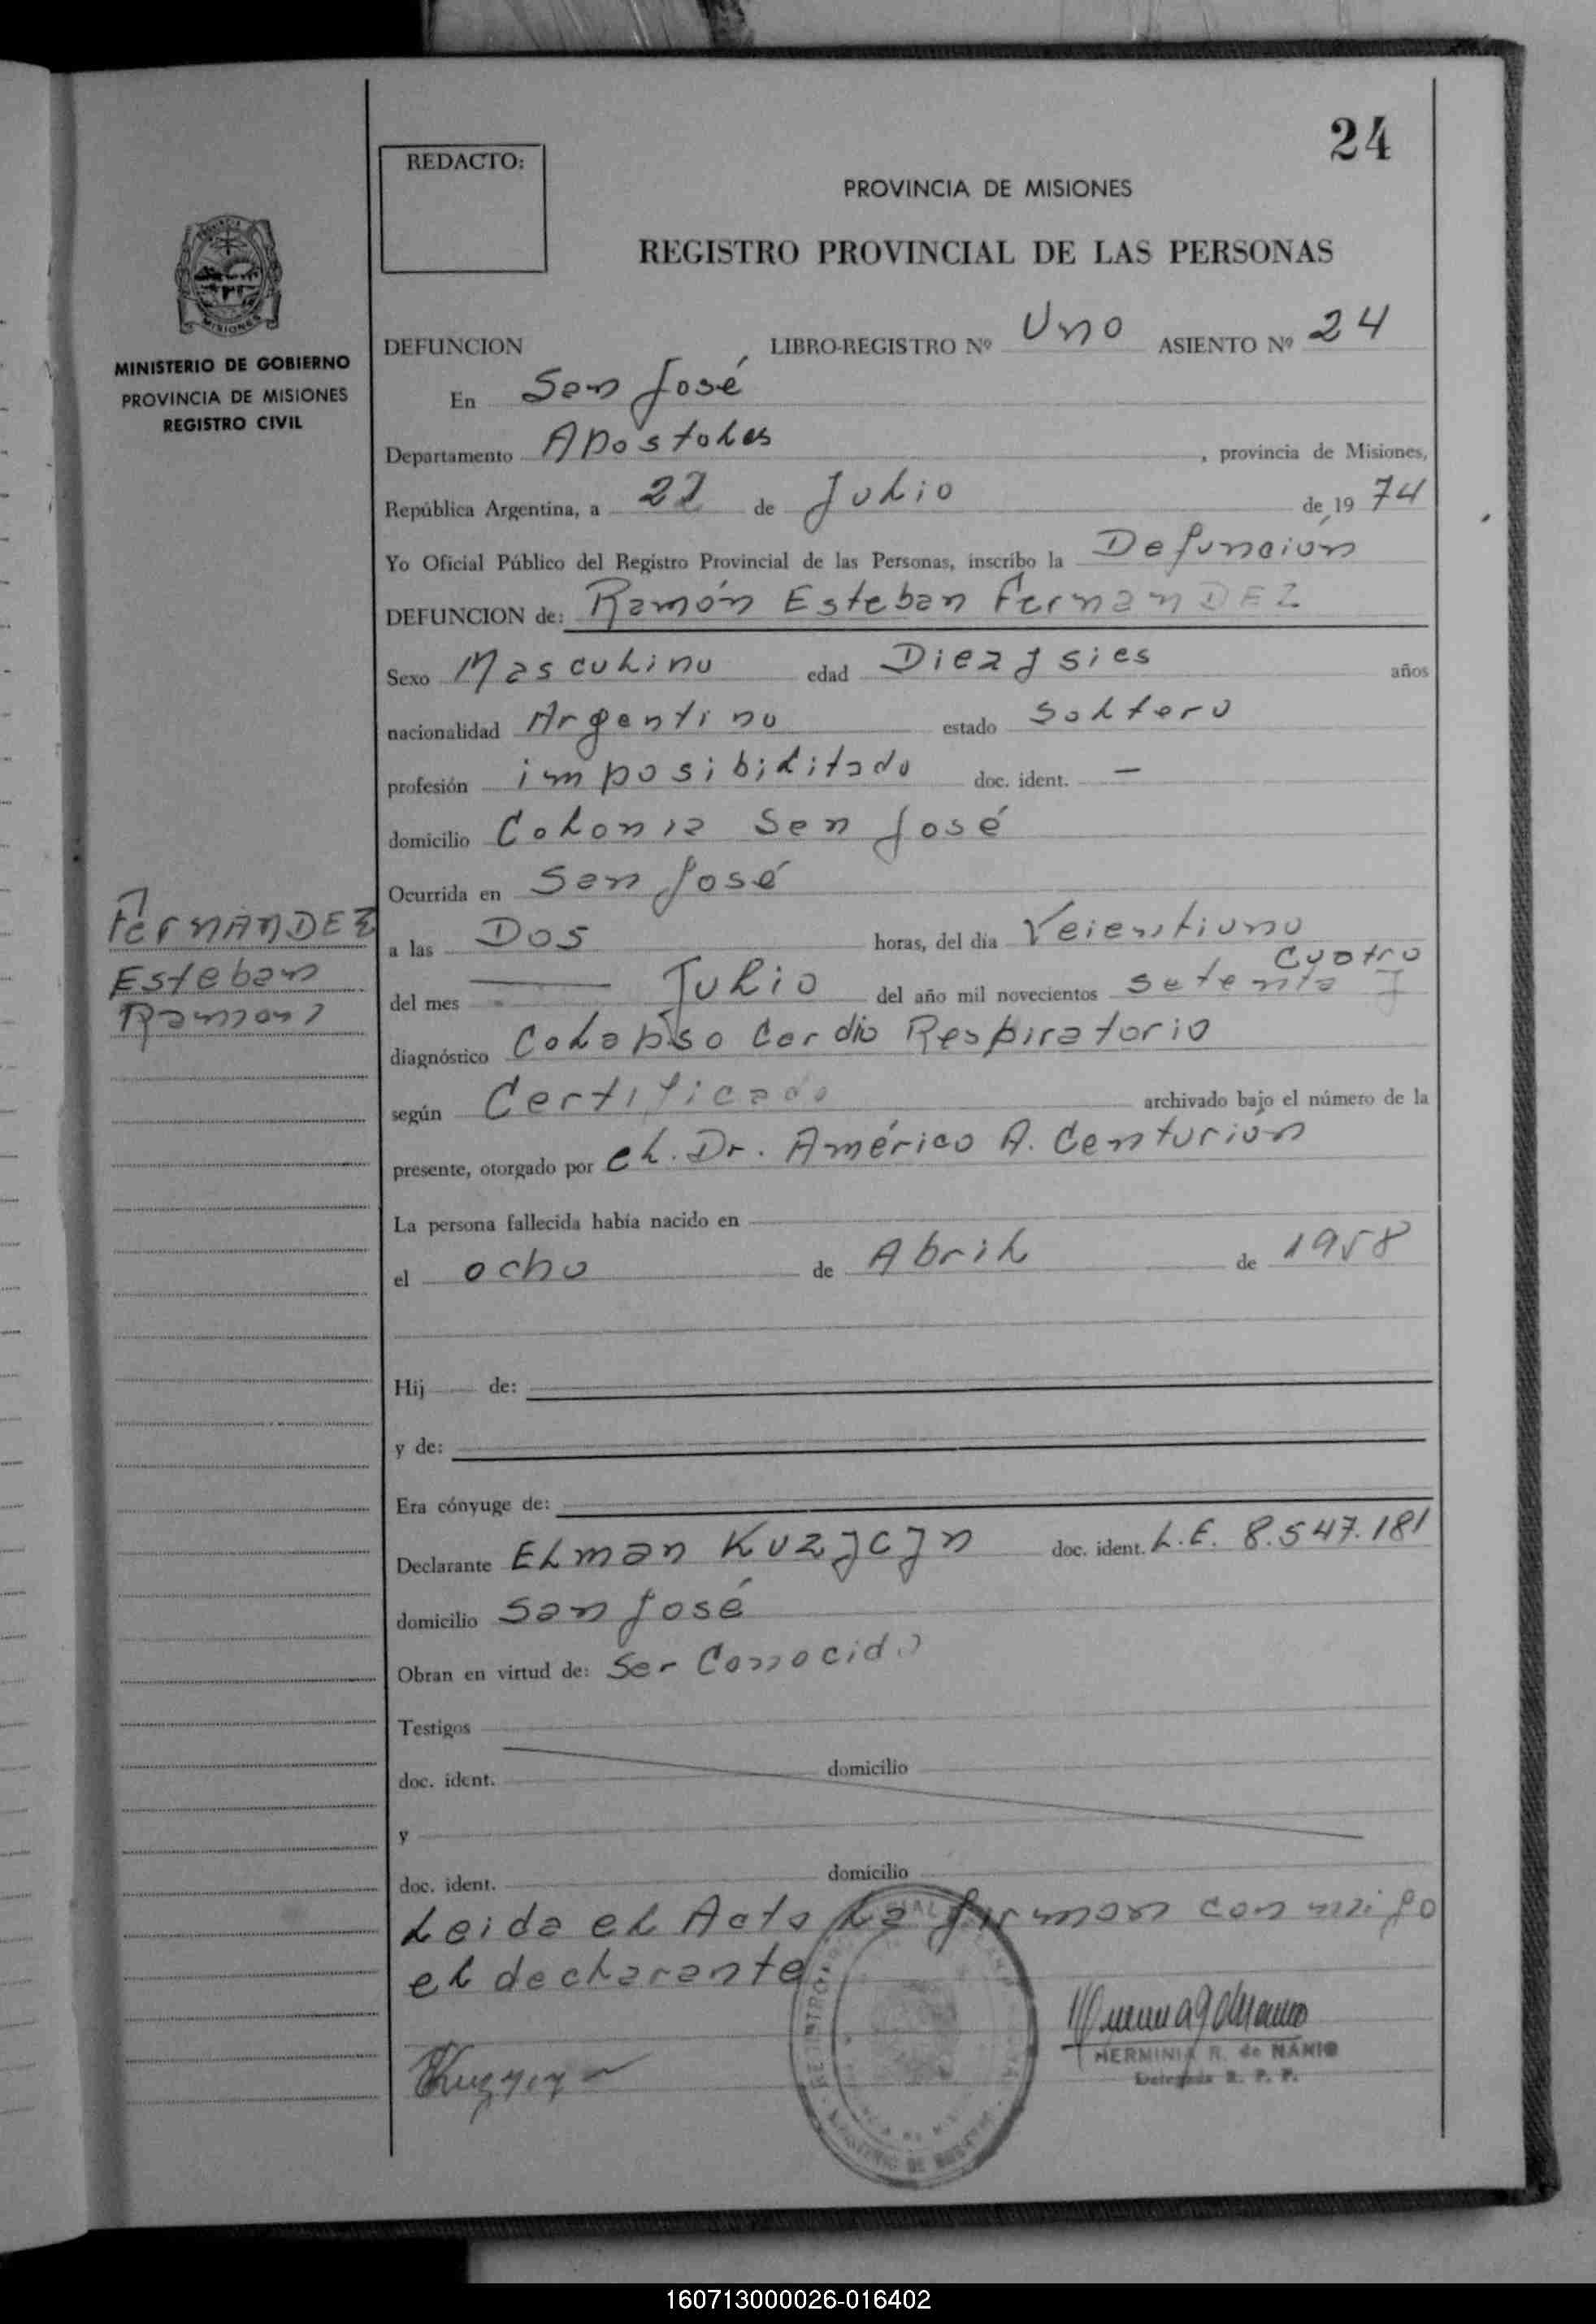 24
REDACTO:
PROVINCIA DE MISIONES
REGISTRO PROVINCIAL DE LAS PERSONAS
MISIONES
MINISTERIO DE GOBIERNO
PROVINCIA DE MISIONES
REGISTRO CIVIL
DEFUNCION LIBRO-REGISTRO Nº Uno ASIENTO Nº 24
En San José
Departamento Apostoles, provincia de Misiones,
República Argentina, a 22 de Julio de 1974
Yo Oficial Público del Registro Provincial de las Personas, inscribo la Defuncion
DEFUNCION de: Ramón Esteban FernanDEZ
Sexo Masculino edad Diez y sies años
nacionalidad Argentino estado Soltero
profesión imposibilitado doc. ident. —
domicilio Colonia San José
Ocurrida en San José
FernANDEZ
Esteban
Ramon
a las Dos horas, del día Veientiuno
del mes — Julio del año mil novecientos setenta y cuatro
diagnóstico Colapso Cardio Respiratorio
según Certificado archivado bajo el número de la
presente, otorgado por el. Dr. Américo A. Centurión
La persona fallecida había nacido en
el ocho de Abril de 1958
Hij de:
y de:
Era cónyuge de:
Declarante Elman Kuzycyn doc. ident. L.E. 8.547.181
domicilio San José
Obran en virtud de: Ser Conocido
Testigos
doc. ident. domicilio
y
doc. ident. domicilio
Leida el Acta la firman con migo
el declarante.
Kuzycyn
HERMINIA R. de NANIO
Delegada R. P. P.
160713000026-016402